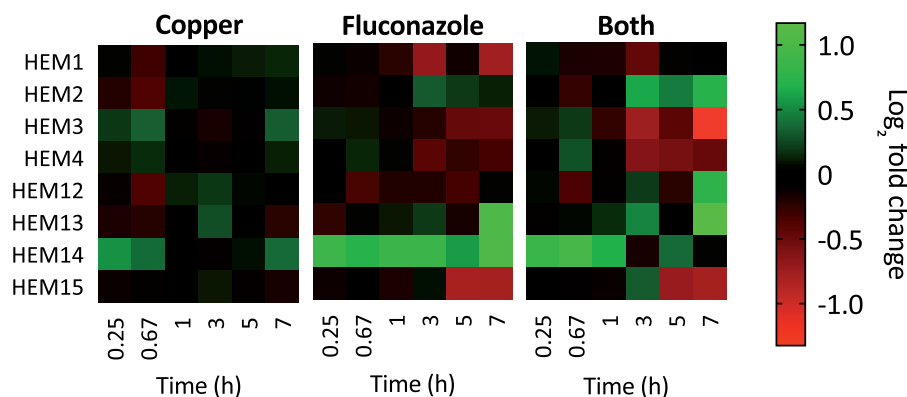 Copper Fluconazole Both
HEM1
HEM2
HEM3
HEM4
HEM12
HEM13
HEM14
HEM15
0.25 0.67 1 3 5 7 0.25 0.67 1 3 5 7 0.25 0.67 1 3 5 7
Time (h) Time (h) Time (h)
1.0
0.5
0
-0.5
-1.0
Log₂ fold change